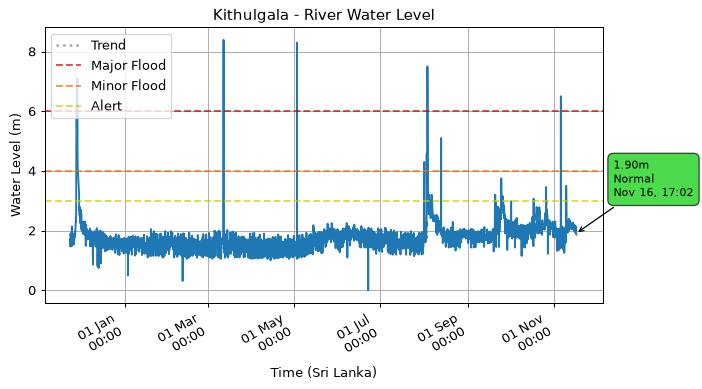 Kithulgala - River Water Level
Trend
Major Flood
Minor Flood
Alert
Water Level (m)
8
6
4
2
0
1.90m
Normal
Nov 16, 17:02
01 Jan
00:00
01 Mar
00:00
01 May
00:00
01 Jul
00:00
01 Sep
00:00
01 Nov
00:00
Time (Sri Lanka)